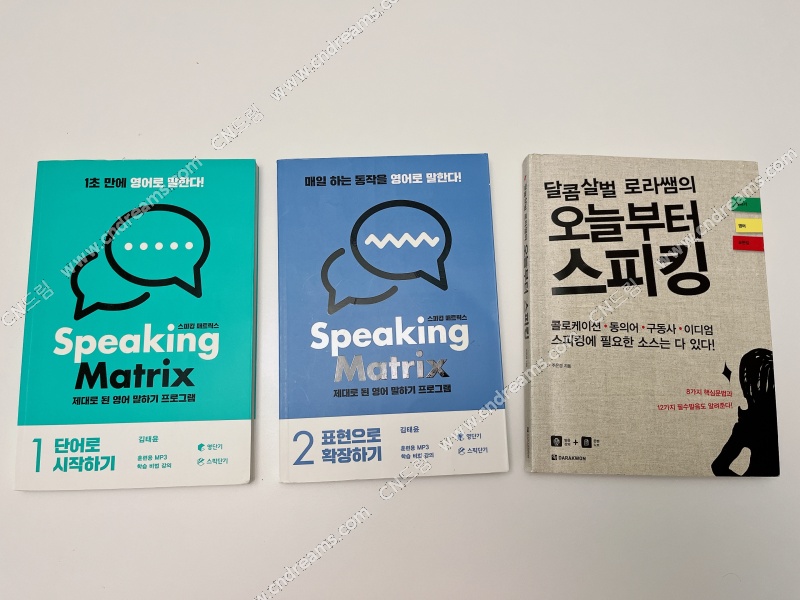 1초 만에 영어로 말한다!
스피킹 매트릭스
Speaking
Matrix
제대로 된 영어 말하기 프로그램
1 단어로
시작하기
김태윤
훈련용 MP3
학습 비법 강의
영단기
스픽단기
매일 하는 동작을 영어로 말한다!
스피킹 매트릭스
Speaking
Matrix
제대로 된 영어 말하기 프로그램
2 표현으로
확장하기
김태윤
훈련용 MP3
학습 비법 강의
영단기
스픽단기
달콤살벌 로라쌤의
오늘부터
스피킹
콜로케이션 • 동의어 • 구동사 • 이디엄
스피킹에 필요한 소스는 다 있다!
8가지 핵심문법과
12가지 필수발음도 알려준다!
DARAKWON
CN드림 www.cndreams.com